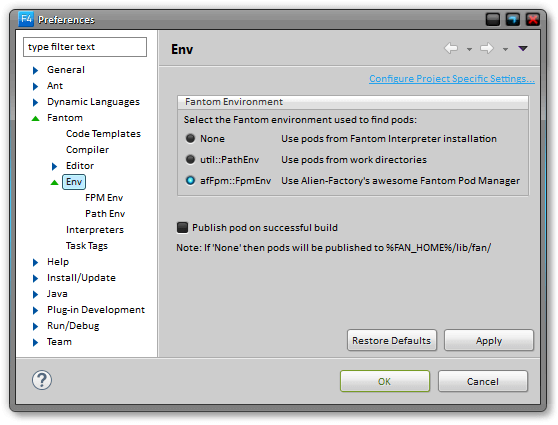 F4 Preferences
type filter text
General
Ant
Dynamic Languages
Fantom
Code Templates
Compiler
Editor
Env
FPM Env
Path Env
Interpreters
Task Tags
Help
Install/Update
Java
Plug-in Development
Run/Debug
Team
Env
Configure Project Specific Settings...
Fantom Environment
Select the Fantom environment used to find pods:
None Use pods from Fantom Interpreter installation
util::PathEnv Use pods from work directories
afFpm::FpmEnv Use Alien-Factory's awesome Fantom Pod Manager
Publish pod on successful build
Note: If 'None' then pods will be published to %FAN_HOME%/lib/fan/
Restore Defaults Apply
? OK Cancel